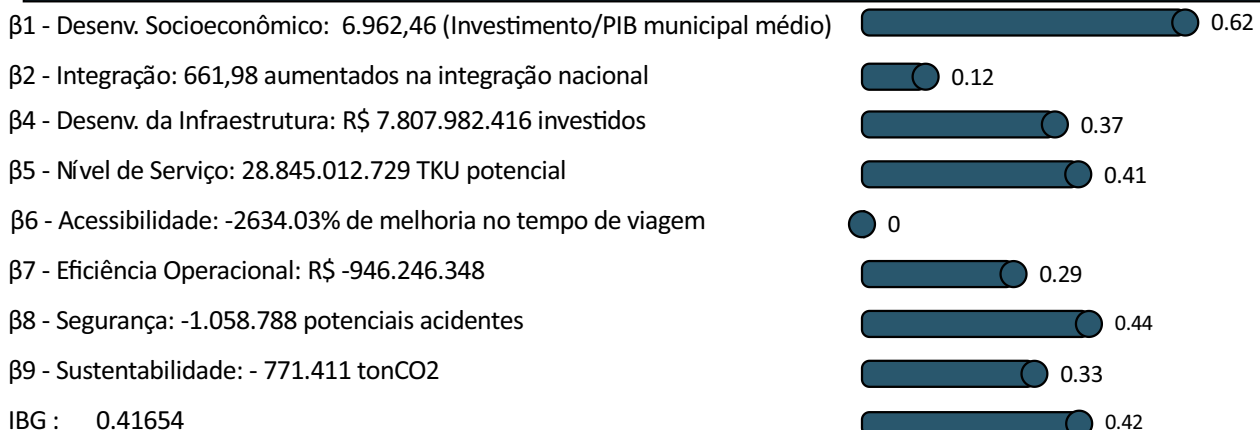 β1 - Desenv. Socioeconômico: 6.962,46 (Investimento/PIB municipal médio) 0.62
β2 - Integração: 661,98 aumentados na integração nacional 0.12
β4 - Desenv. da Infraestrutura: R$ 7.807.982.416 investidos 0.37
β5 - Nível de Serviço: 28.845.012.729 TKU potencial 0.41
β6 - Acessibilidade: -2634.03% de melhoria no tempo de viagem 0
β7 - Eficiência Operacional: R$ -946.246.348 0.29
β8 - Segurança: -1.058.788 potenciais acidentes 0.44
β9 - Sustentabilidade: - 771.411 tonCO2 0.33
IBG : 0.41654 0.42